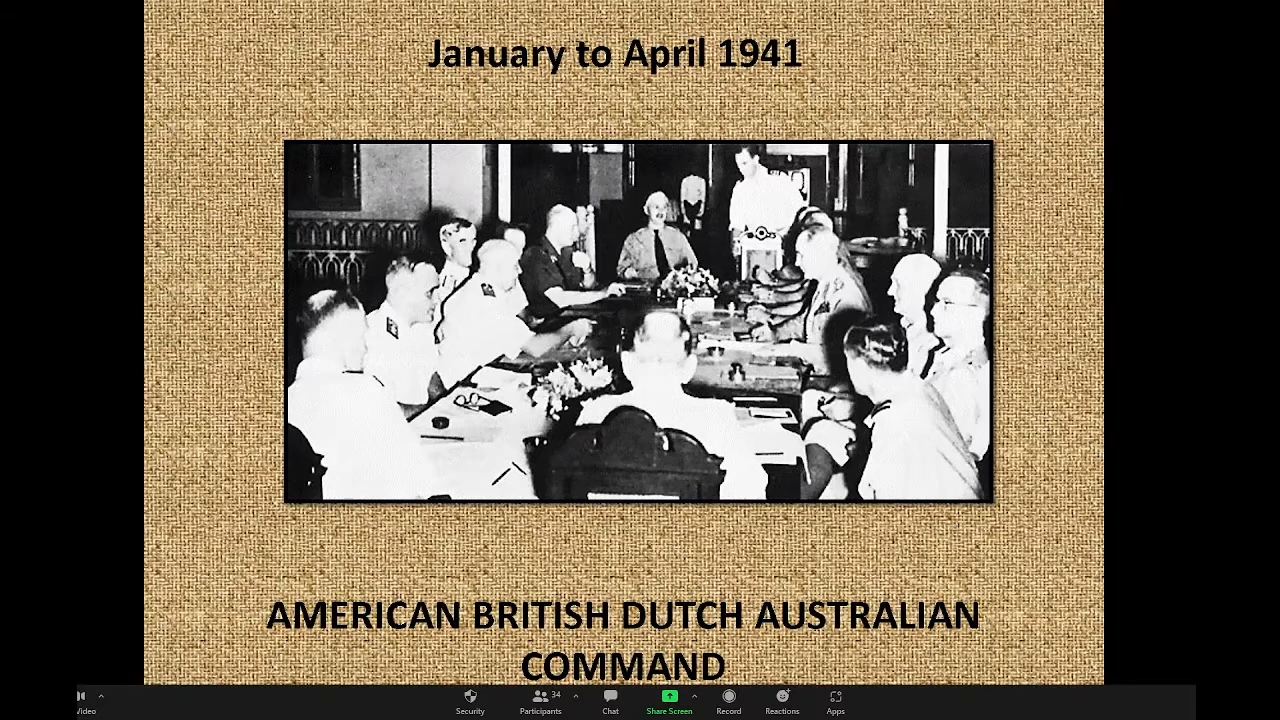 January to April 1941
AMERICAN BRITISH DUTCH AUSTRALIAN
COMMAND
Video
Security
34
Participants
Chat
Share Screen
Record
Reactions
Apps